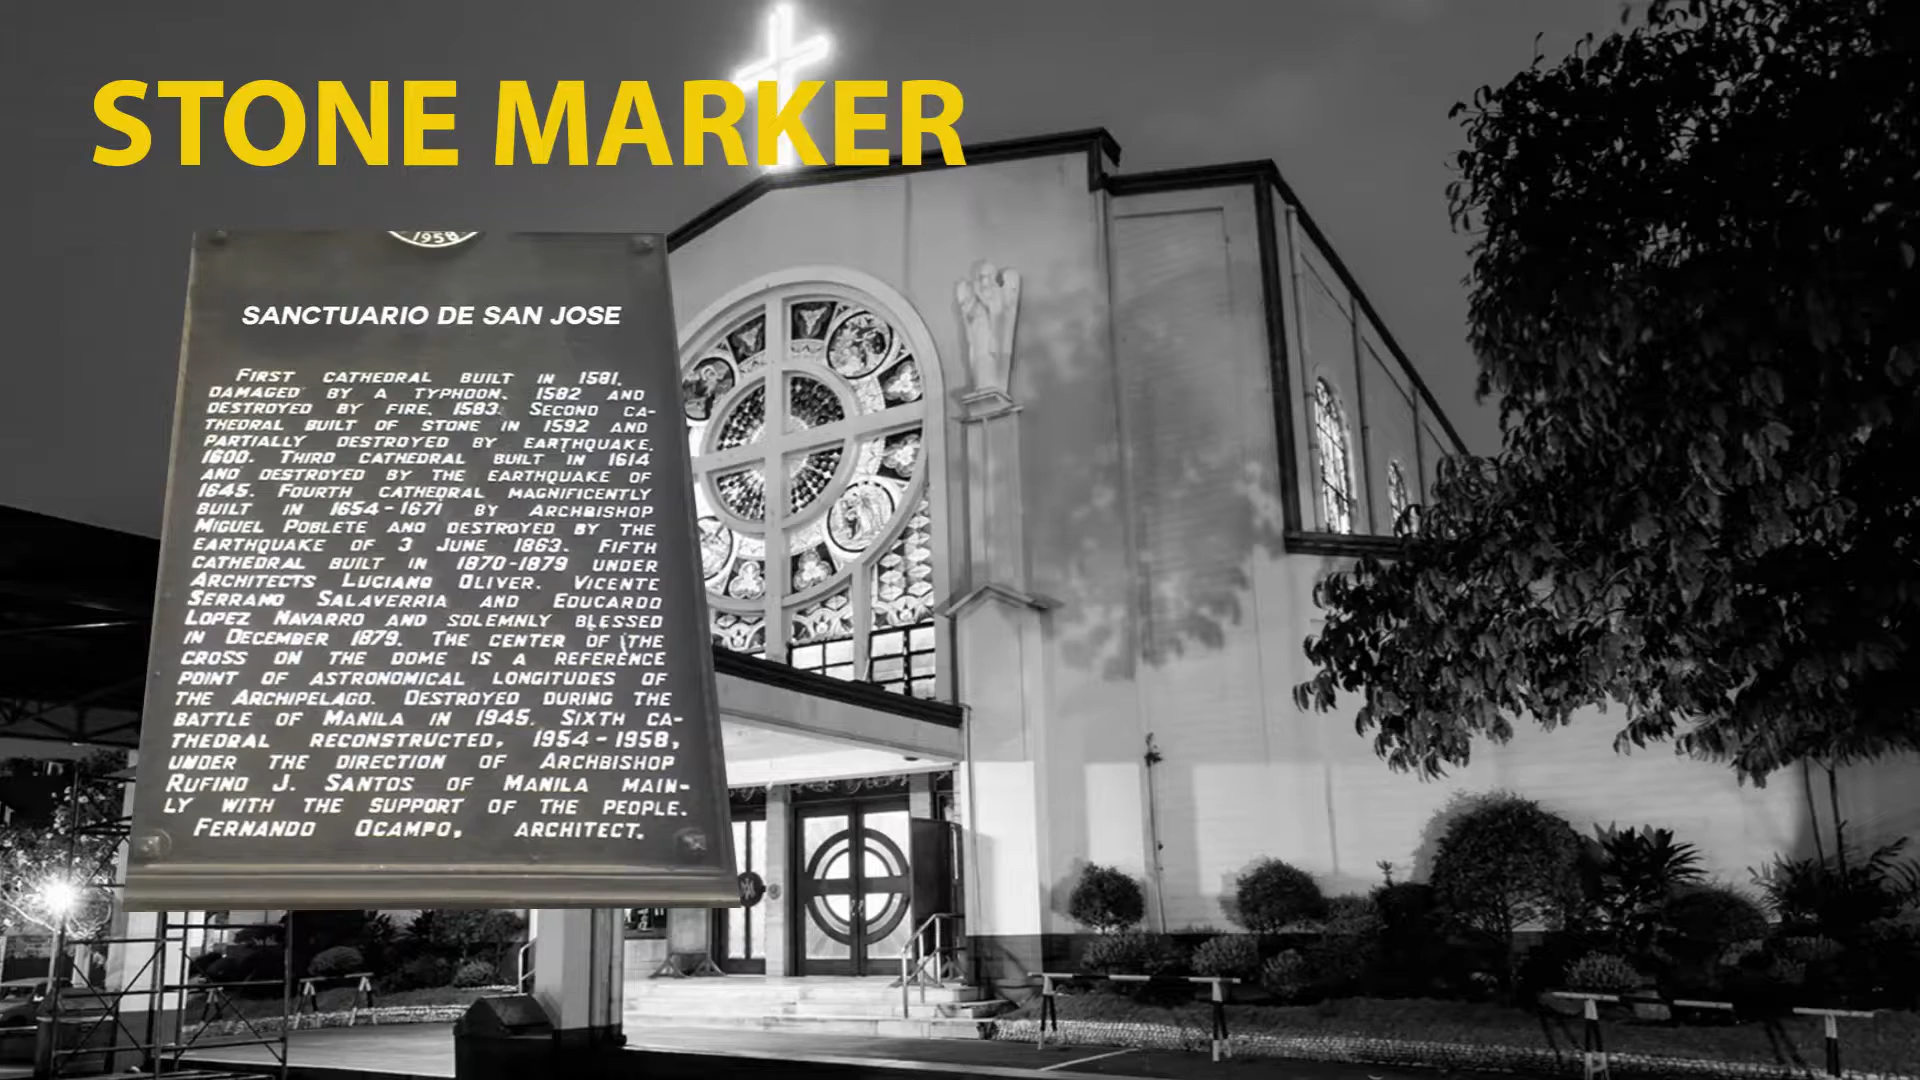 STONE MARKER
1958
SANCTUARIO DE SAN JOSE
FIRST CATHEDRAL BUILT IN 1581,
DAMAGED BY A TYPHOON, 1582 AND
DESTROYED BY FIRE, 1583. SECOND CA-
THEDRAL BUILT OF STONE IN 1592 AND
PARTIALLY DESTROYED BY EARTHQUAKE,
1600. THIRD CATHEDRAL BUILT IN 1614
AND DESTROYED BY THE EARTHQUAKE OF
1645. FOURTH CATHEDRAL MAGNIFICENTLY
BUILT IN 1654-1671 BY ARCHBISHOP
MIGUEL POBLETE AND DESTROYED BY THE
EARTHQUAKE OF 3 JUNE 1863. FIFTH
CATHEDRAL BUILT IN 1870-1879 UNDER
ARCHITECTS LUCIANO OLIVER, VICENTE
SERRANO SALAVERRIA AND EDUCARDO
LOPEZ NAVARRO AND SOLEMNLY BLESSED
IN DECEMBER 1879. THE CENTER OF THE
CROSS ON THE DOME IS A REFERENCE
POINT OF ASTRONOMICAL LONGITUDES OF
THE ARCHIPELAGO. DESTROYED DURING THE
BATTLE OF MANILA IN 1945. SIXTH CA-
THEDRAL RECONSTRUCTED, 1954-1958,
UNDER THE DIRECTION OF ARCHBISHOP
RUFINO J. SANTOS OF MANILA MAIN-
LY WITH THE SUPPORT OF THE PEOPLE.
FERNANDO OCAMPO, ARCHITECT.